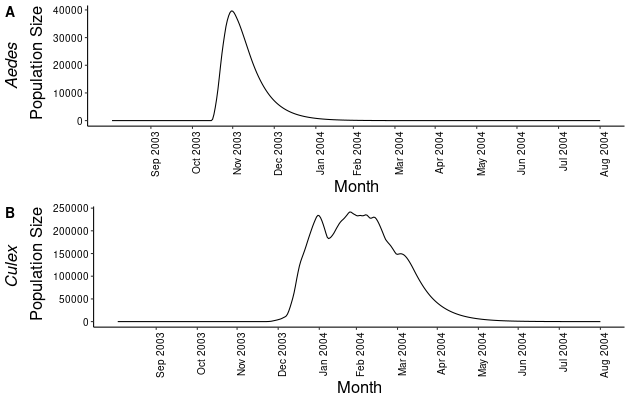 A
Aedes
Population Size
40000
30000
20000
10000
0
Sep 2003
Oct 2003
Nov 2003
Dec 2003
Jan 2004
Feb 2004
Mar 2004
Apr 2004
May 2004
Jun 2004
Jul 2004
Aug 2004
Month
B
Culex
Population Size
250000
200000
150000
100000
50000
0
Sep 2003
Oct 2003
Nov 2003
Dec 2003
Jan 2004
Feb 2004
Mar 2004
Apr 2004
May 2004
Jun 2004
Jul 2004
Aug 2004
Month